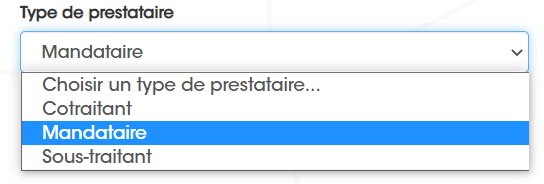 Type de prestataire
Mandataire
Choisir un type de prestataire...
Cotraitant
Mandataire
Sous-traitant